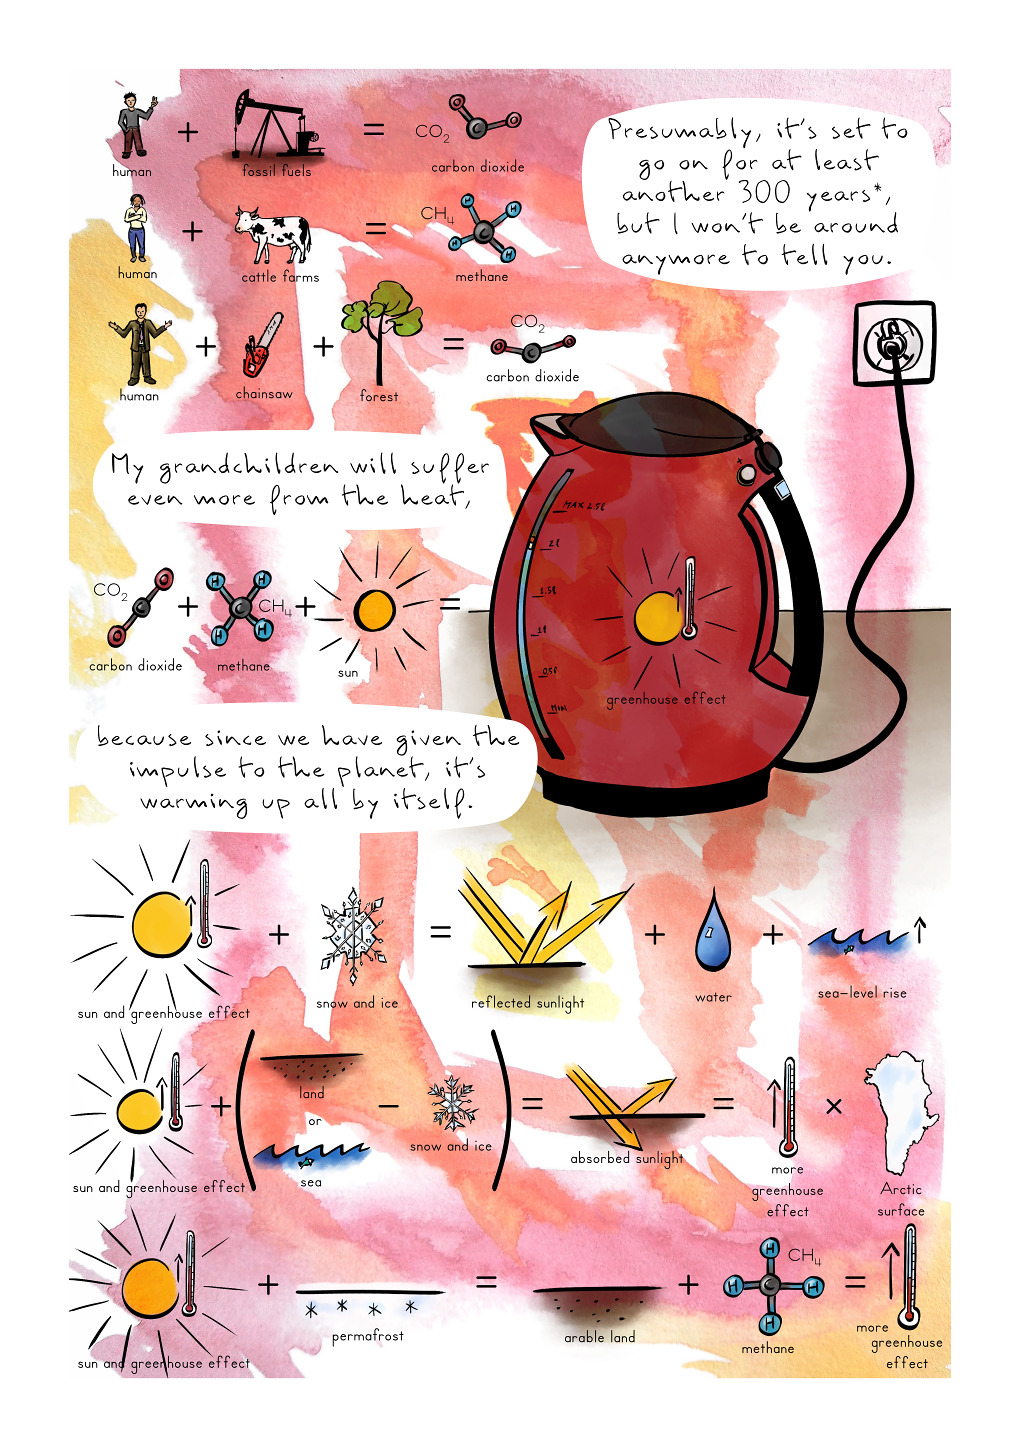 human + fossil fuels = CO2 carbon dioxide
Presumably, it's set to
go on for at least
another 300 years*,
but I won't be around
anymore to tell you.
human + cattle farms = CH4 methane
human + chainsaw + forest = CO2 carbon dioxide
My grandchildren will suffer
even more from the heat,
MAX 2.5l
2l
1.5l
1l
0.5l
MIN
CO2 carbon dioxide + H H H H CH4 methane + sun = greenhouse effect
because since we have given the
impulse to the planet, it's
warming up all by itself.
sun and greenhouse effect + snow and ice = reflected sunlight + water + sea-level rise
sun and greenhouse effect + ( land or sea - snow and ice ) = absorbed sunlight = more greenhouse effect × Arctic surface
sun and greenhouse effect + permafrost = arable land + H H H H CH4 methane = more greenhouse effect